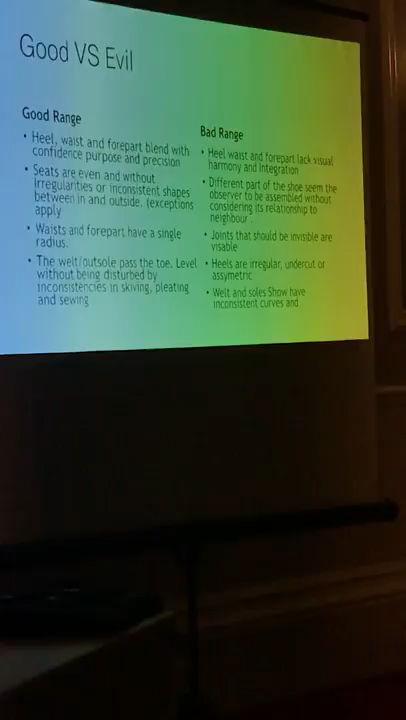 Good VS Evil
Good Range
• Heel, waist and forepart blend with
confidence purpose and precision
• Seats are even and without
Irregularities or inconsistent shapes
between in and outside. (exceptions
apply
• Waists and forepart have a single
radius.
• The welt/outsole pass the toe. Level
without being disturbed by
inconsistencies in skiving, pleating
and sewing
Bad Range
• Heel waist and forepart lack visual
harmony and Integration
• Different part of the shoe seem the
observer to be assembled without
considering its relationship to
neighbour .
• Joints that should be invisible are
visable
• Heels are irregular, undercut or
assymetric
• Welt and soles Show have
inconsistent curves and